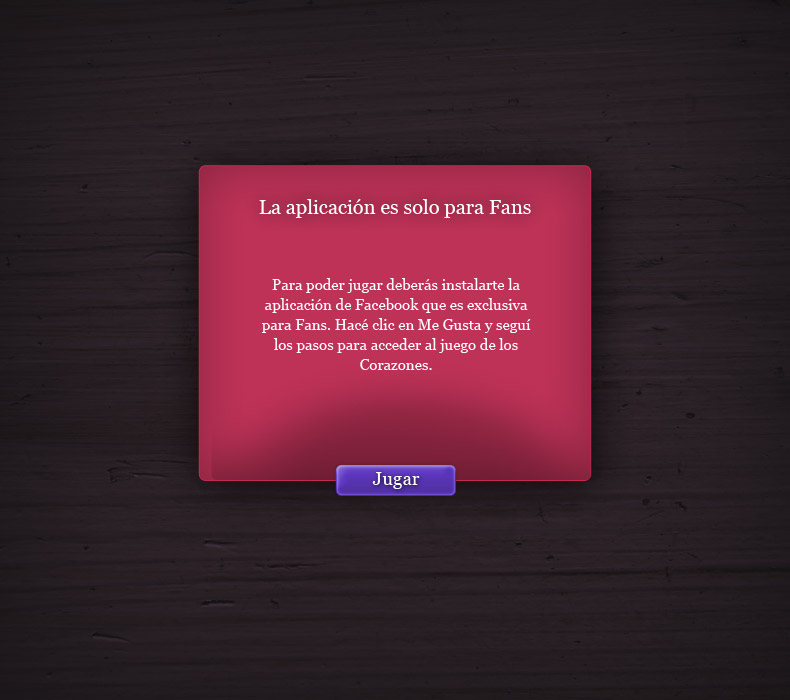 La aplicación es solo para Fans
Para poder jugar deberás instalarte la
aplicación de Facebook que es exclusiva
para Fans. Hacé clic en Me Gusta y seguí
los pasos para acceder al juego de los
Corazones.
Jugar